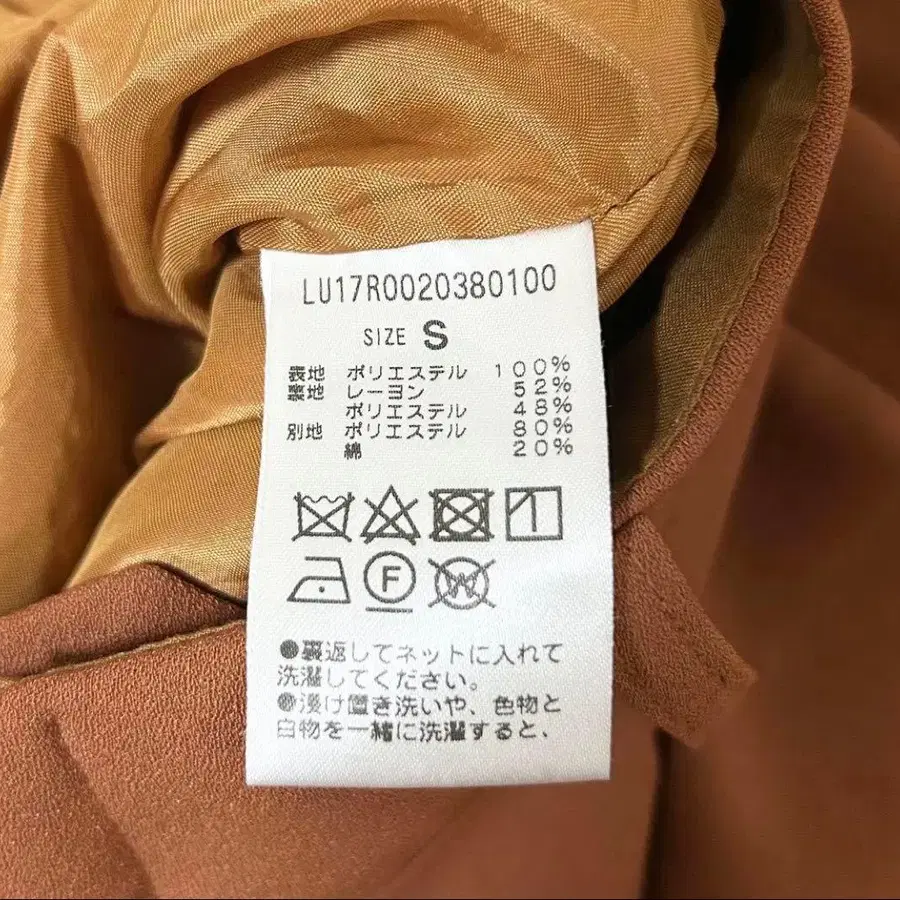 LU17R0020380100
SIZE S
表地 ポリエステル 100%
裏地 レーヨン 52%
ポリエステル 48%
別地 ポリエステル 80%
綿 20%
1
F
W
●裏返してネットに入れて
洗濯してください。
●浸け置き洗いや、色物と
白物を一緒に洗濯すると、